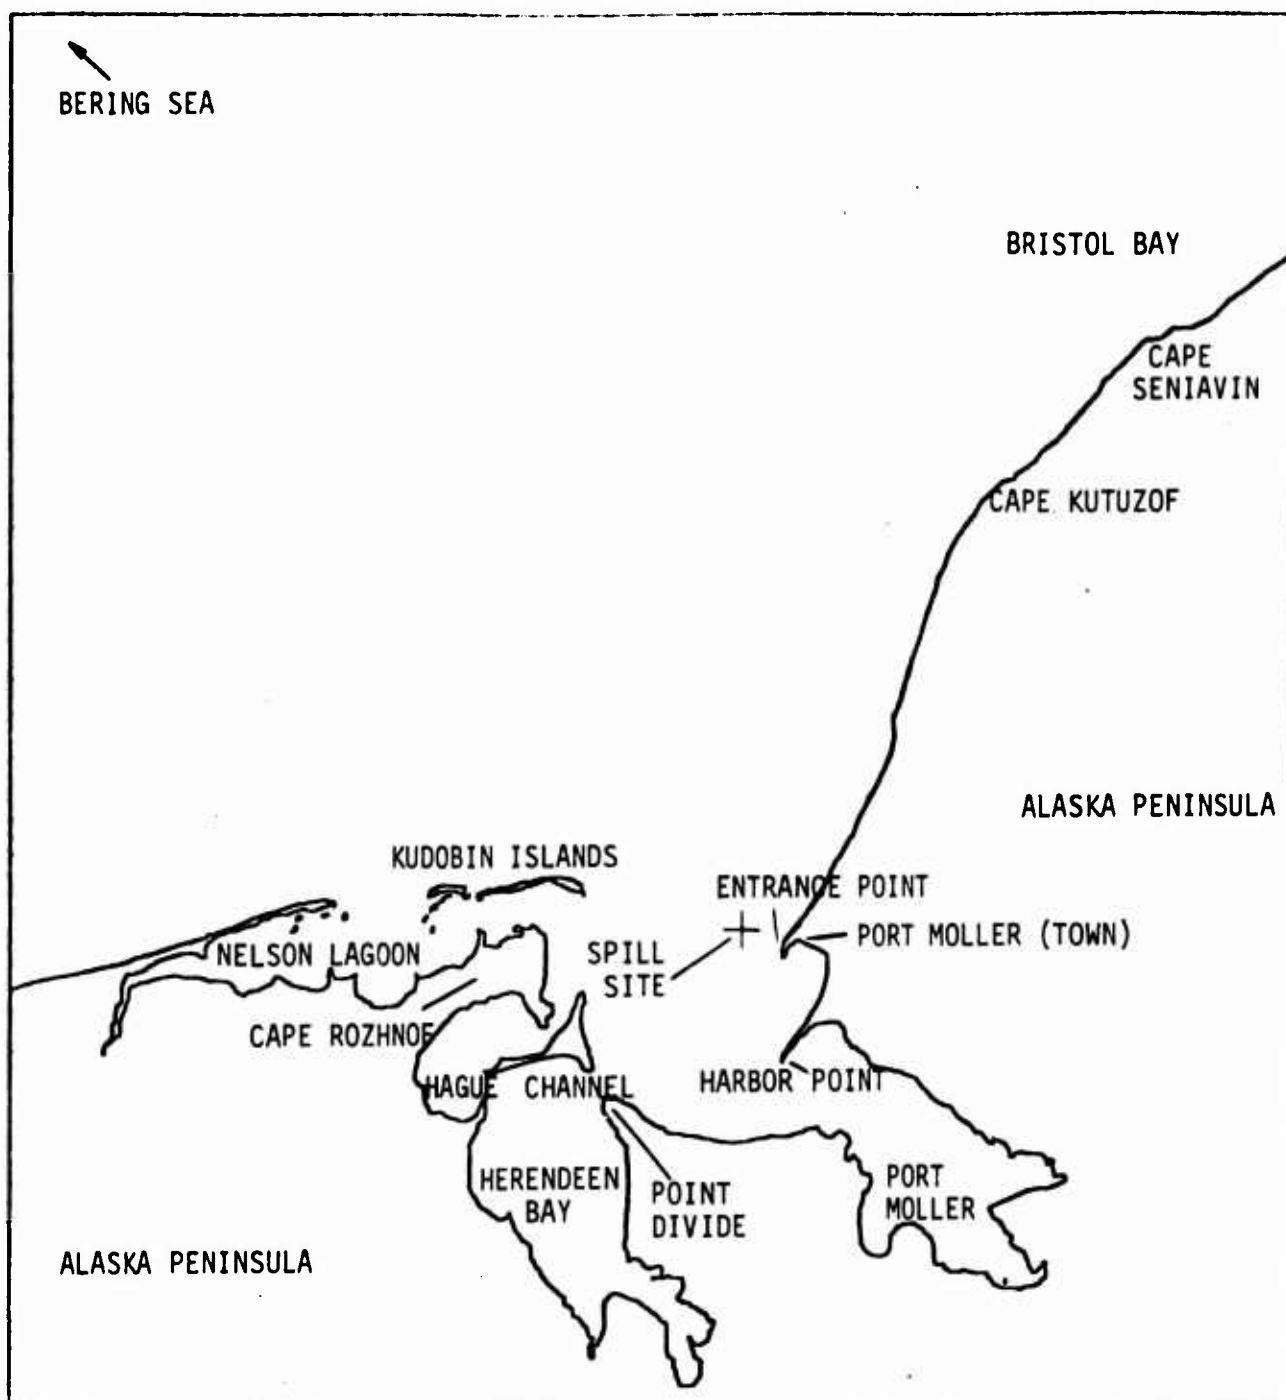 BERING SEA
BRISTOL BAY
CAPE
SENIAVIN
CAPE KUTUZOF
ALASKA PENINSULA
KUDOBIN ISLANDS
ENTRANCE POINT
PORT MOLLER (TOWN)
NELSON LAGOON
SPILL
SITE
CAPE ROZHNOF
HAGUE CHANNEL
HARBOR POINT
HERENDEEN
BAY
POINT
DIVIDE
PORT
MOLLER
ALASKA PENINSULA